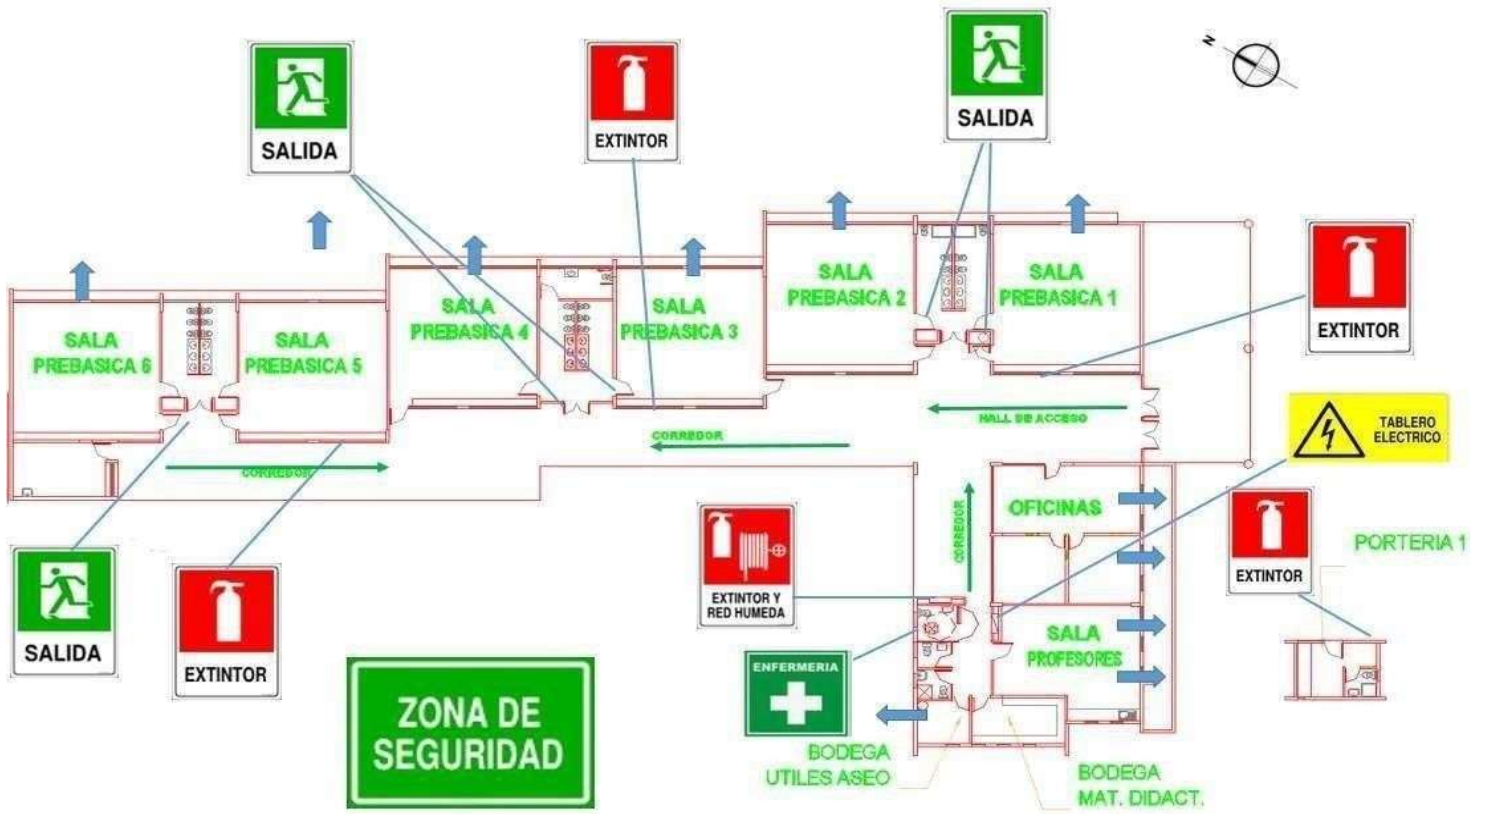 N
SALIDA
EXTINTOR
SALIDA
SALA
PREBASICA 2
SALA
PREBASICA 1
EXTINTOR
SALA
PREBASICA 4
SALA
PREBASICA 3
SALA
PREBASICA 6
SALA
PREBASICA 5
HALL DE ACCESO
TABLERO
ELECTRICO
CORREDOR
CORREDOR
OFICINAS
CORREDOR
EXTINTOR Y
RED HUMEDA
EXTINTOR
PORTERIA 1
SALIDA
EXTINTOR
SALA
PROFESORES
ENFERMERIA
ZONA DE
SEGURIDAD
BODEGA
UTILES ASEO
BODEGA
MAT. DIDACT.